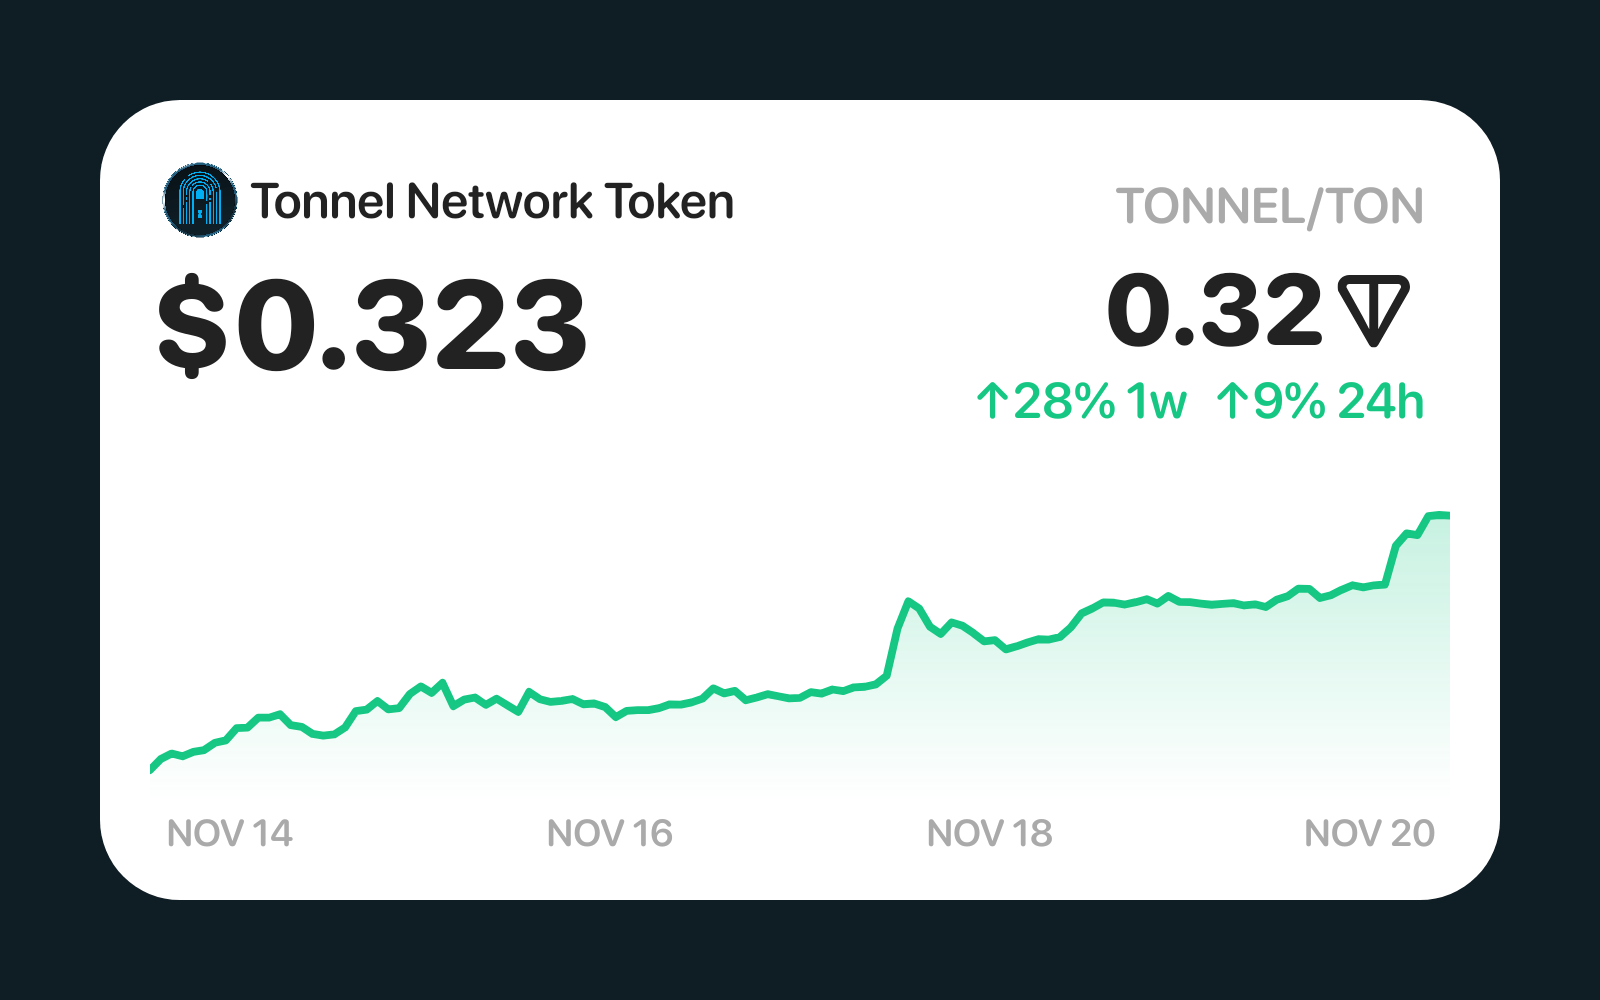 Tonnel Network Token
TONNEL/TON
$0.323
0.32
↑28% 1w ↑9% 24h
NOV 14 NOV 16 NOV 18 NOV 20